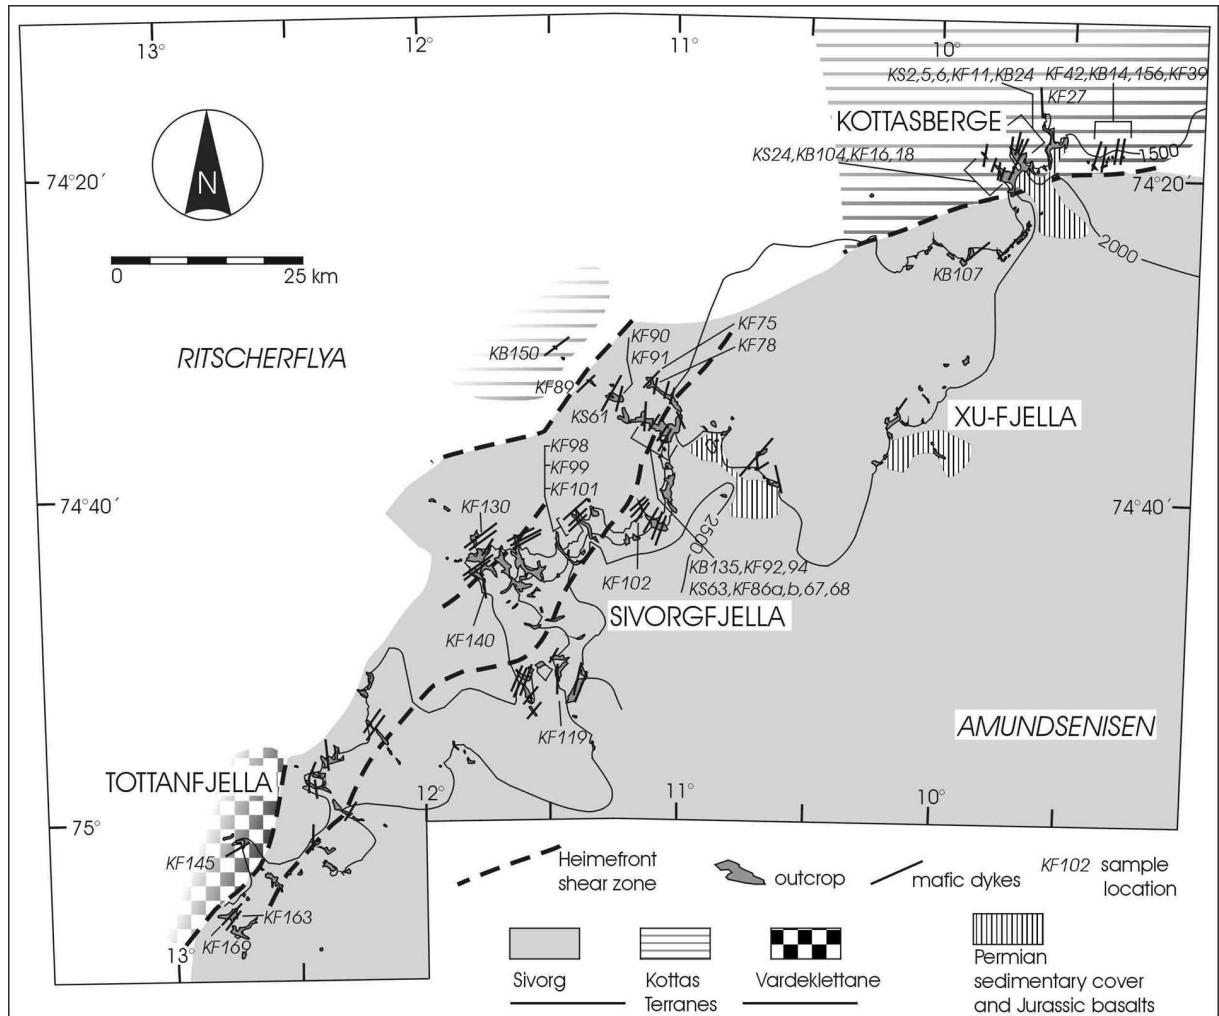 13°
12°
11°
10°
KS2,5,6,KF11,KB24
KF42,KB14,156,KF39
KF27
KOTTASBERGE
KS24,KB104,KF16,18
1500
74°20´
74°20´
N
2000
0
25 km
KB107
RITSCHERFLYA
KB150
KF90
KF91
KF75
KF78
KF89
KS61
XU-FJELLA
KF98
KF99
KF101
74°40´
KF130
74°40´
2500
KB135,KF92,94
KF102
KS63,KF86a,b,67,68
SIVORGFJELLA
KF140
AMUNDSENISEN
KF119
TOTTANFJELLA
12°
11°
10°
75°
KF145
KF163
KF169
13°
Heimefront
shear zone
outcrop
mafic dykes
KF102
sample
location
Sivorg
Kottas
Vardeklettane
Terranes
Permian
sedimentary cover
and Jurassic basalts